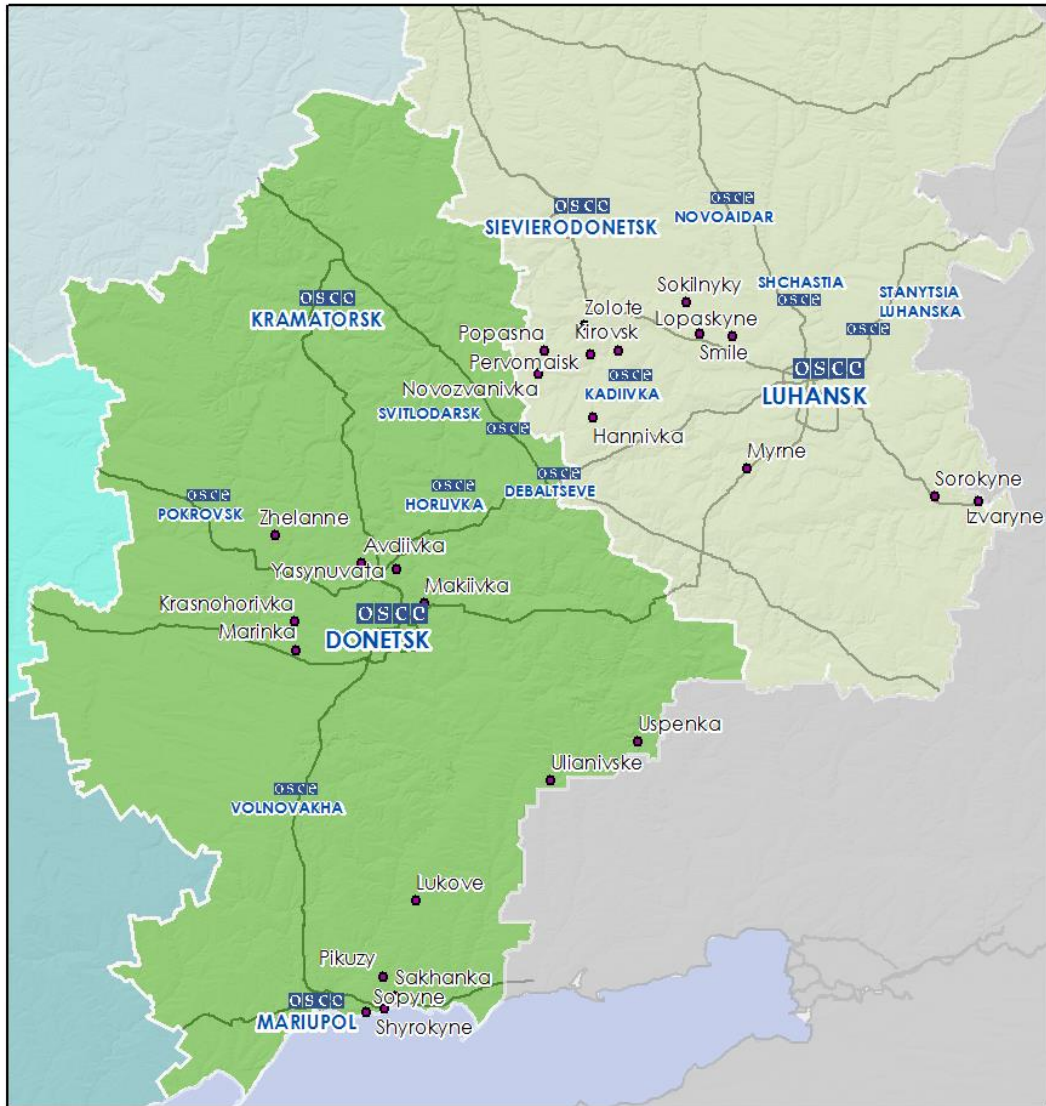 osce
SIEVIERODONETSK
osce
NOVOAIDAR
osce
KRAMATORSK
Sokilnyky
SHCHASTIA
osce
STANYTSIA
LUHANSKA
osce
Zolote
Lopaskyne
Kirovsk
Popasna
Smile
Pervomaisk
osce
LUHANSK
Novozvanivka
osce
KADIIVKA
SVITLODARSK
osce
Hannivka
Myrne
osce
DEBALTSEVE
osce
HORLIVKA
osce
POKROVSK
Sorokyne
Izvaryne
Zhelanne
Avdiivka
Yasynuvata
Makiivka
Krasnohorivka
osce
DONETSK
Marinka
Uspenka
Ulianivske
osce
VOLNOVAKHA
Lukove
Pikuzy
Sakhanka
osce
MARIUPOL
Sopyne
Shyrokyne